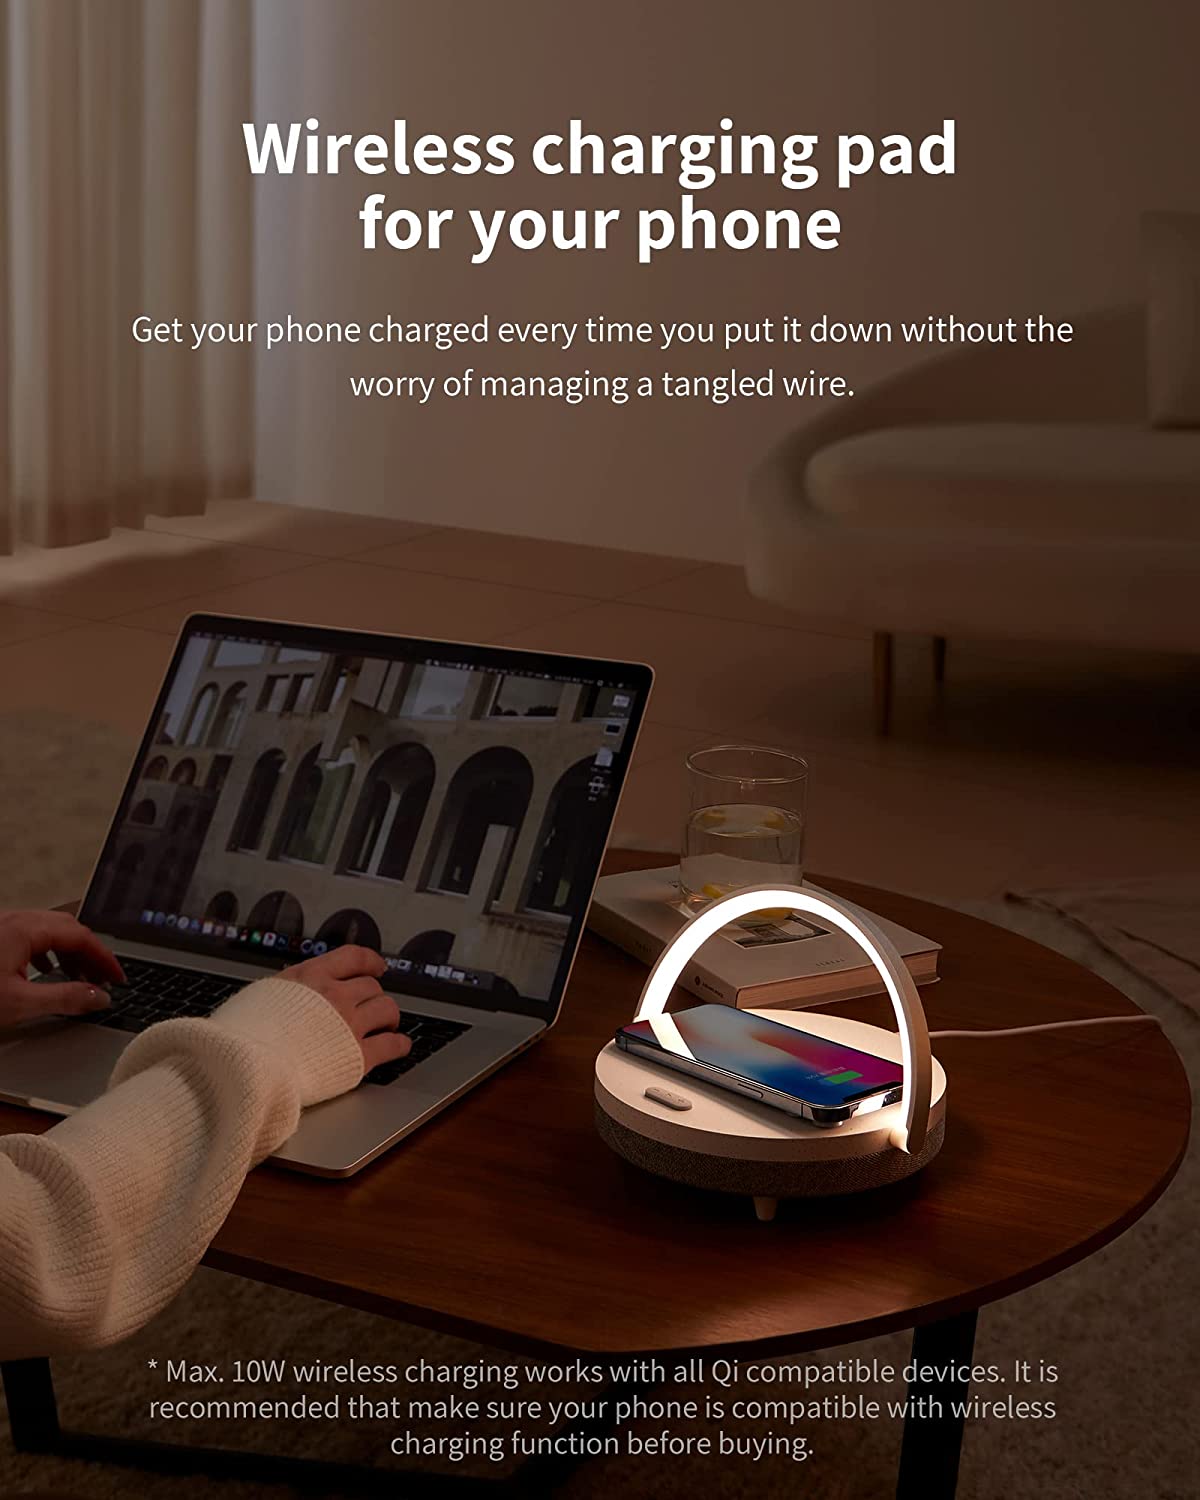 Wireless charging pad
for your phone
Get your phone charged every time you put it down without the
worry of managing a tangled wire.
* Max. 10W wireless charging works with all Qi compatible devices. It is
recommended that make sure your phone is compatible with wireless
charging function before buying.